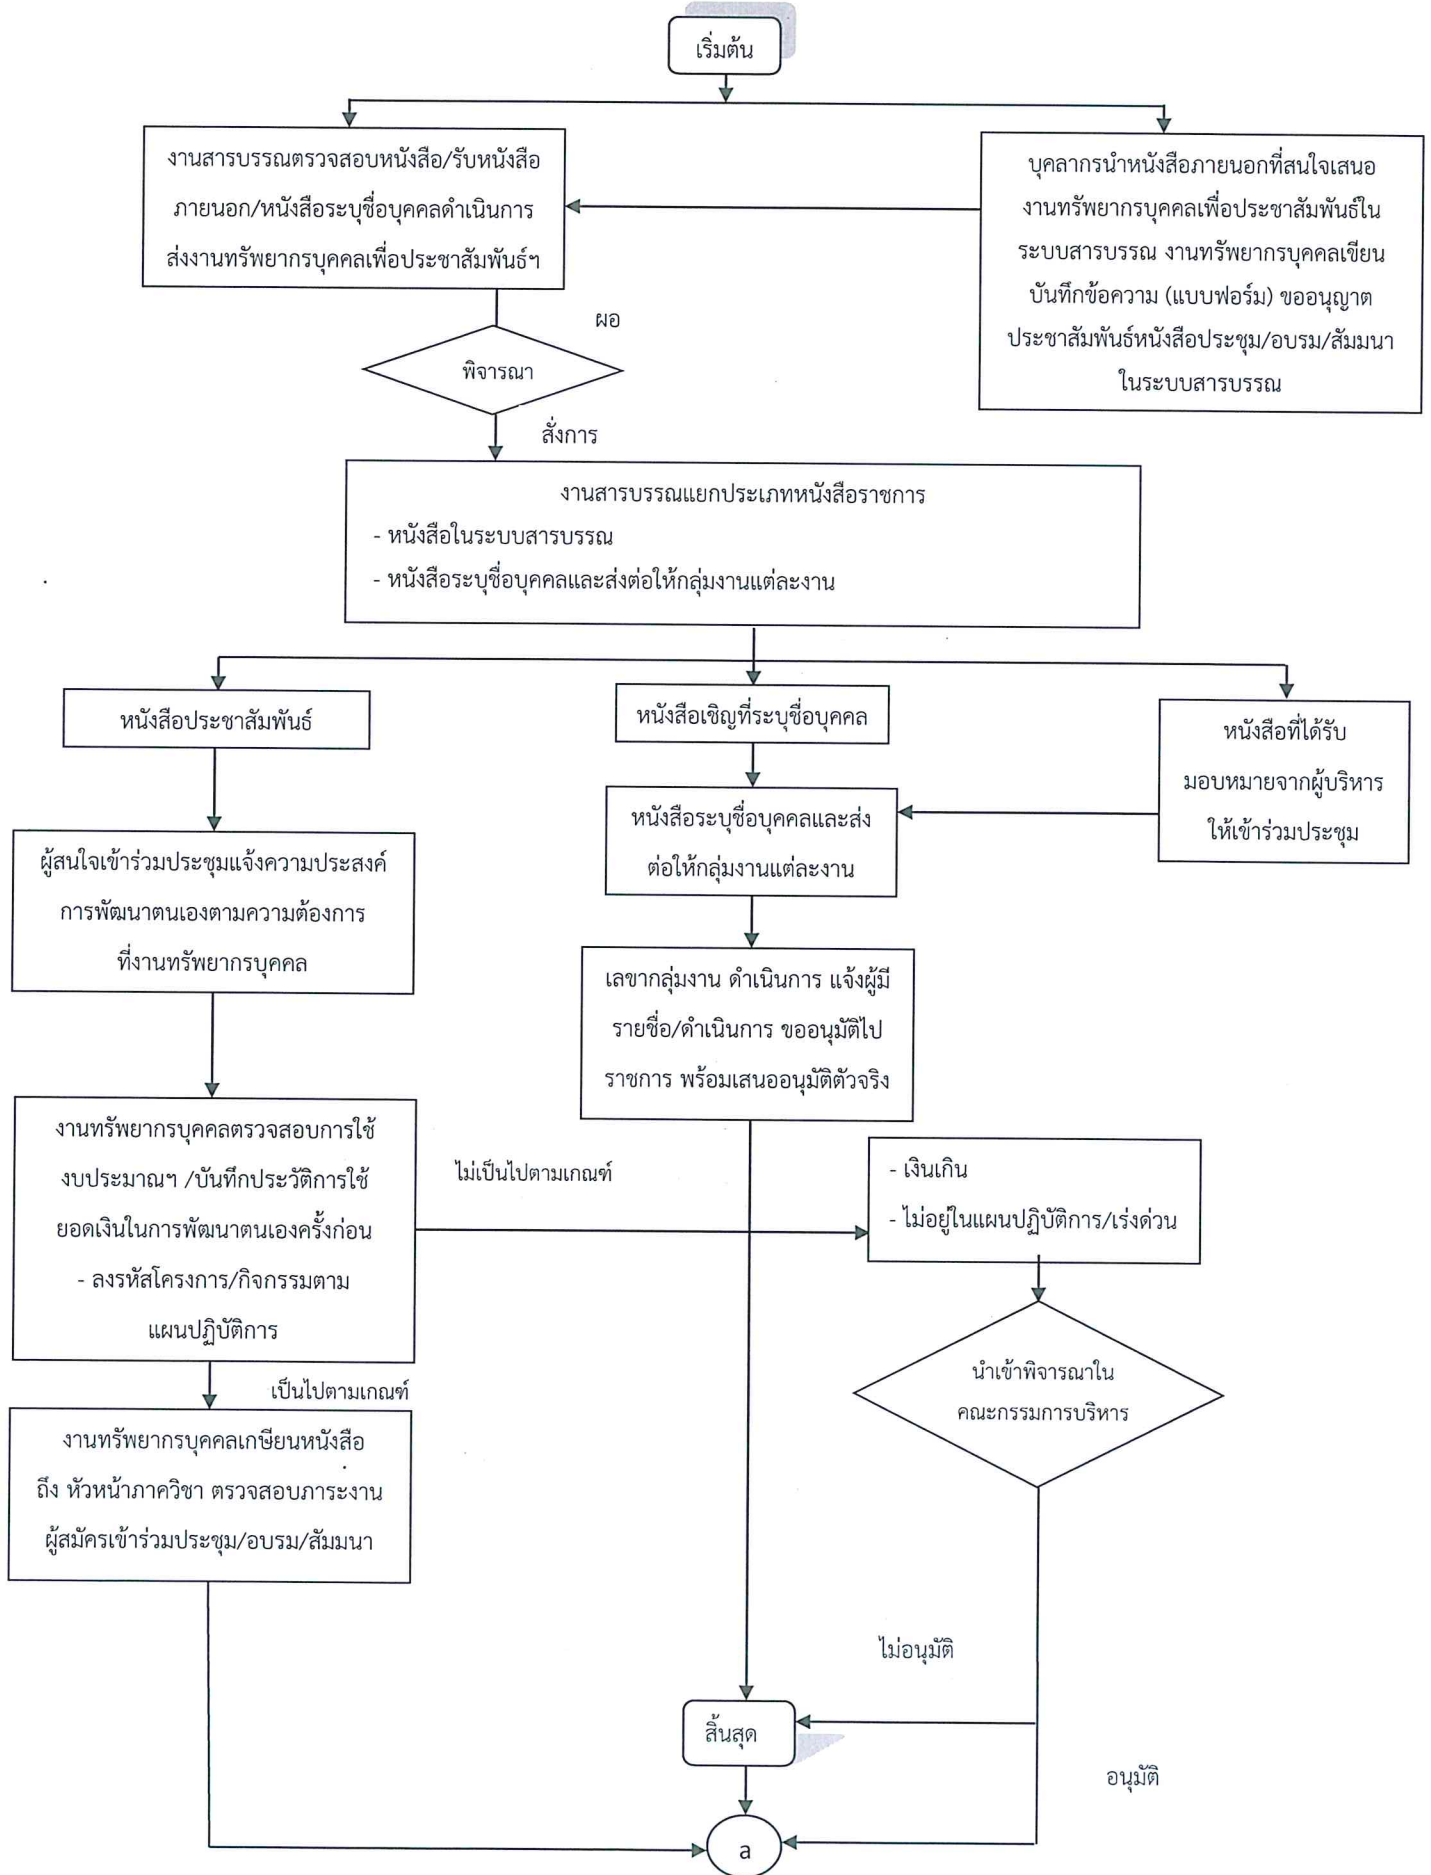 เริ่มต้น
งานสารบรรณตรวจสอบหนังสือ/รับหนังสือ
ภายนอก/หนังสือระบุชื่อบุคคลดำเนินการ
ส่งงานทรัพยากรบุคคลเพื่อประชาสัมพันธ์ฯ
บุคลากรนำหนังสือภายนอกที่สนใจเสนอ
งานทรัพยากรบุคคลเพื่อประชาสัมพันธ์ใน
ระบบสารบรรณ งานทรัพยากรบุคคลเขียน
บันทึกข้อความ (แบบฟอร์ม) ขออนุญาต
ประชาสัมพันธ์หนังสือประชุม/อบรม/สัมมนา
ในระบบสารบรรณ
ผอ
พิจารณา
สั่งการ
งานสารบรรณแยกประเภทหนังสือราชการ
- หนังสือในระบบสารบรรณ
- หนังสือระบุชื่อบุคคลและส่งต่อให้กลุ่มงานแต่ละงาน
หนังสือประชาสัมพันธ์
หนังสือเชิญที่ระบุชื่อบุคคล
หนังสือที่ได้รับ
มอบหมายจากผู้บริหาร
ให้เข้าร่วมประชุม
หนังสือระบุชื่อบุคคลและส่ง
ต่อให้กลุ่มงานแต่ละงาน
ผู้สนใจเข้าร่วมประชุมแจ้งความประสงค์
การพัฒนาตนเองตามความต้องการ
ที่งานทรัพยากรบุคคล
เลขากลุ่มงาน ดำเนินการ แจ้งผู้มี
รายชื่อ/ดำเนินการ ขออนุมัติไป
ราชการ พร้อมเสนออนุมัติตัวจริง
งานทรัพยากรบุคคลตรวจสอบการใช้
งบประมาณฯ /บันทึกประวัติการใช้
ยอดเงินในการพัฒนาตนเองครั้งก่อน
- ลงรหัสโครงการ/กิจกรรมตาม
แผนปฏิบัติการ
ไม่เป็นไปตามเกณฑ์
- เงินเกิน
- ไม่อยู่ในแผนปฏิบัติการ/เร่งด่วน
นำเข้าพิจารณาใน
คณะกรรมการบริหาร
เป็นไปตามเกณฑ์
งานทรัพยากรบุคคลเกษียนหนังสือ
ถึง หัวหน้าภาควิชา ตรวจสอบภาระงาน
ผู้สมัครเข้าร่วมประชุม/อบรม/สัมมนา
ไม่อนุมัติ
สิ้นสุด
อนุมัติ
a